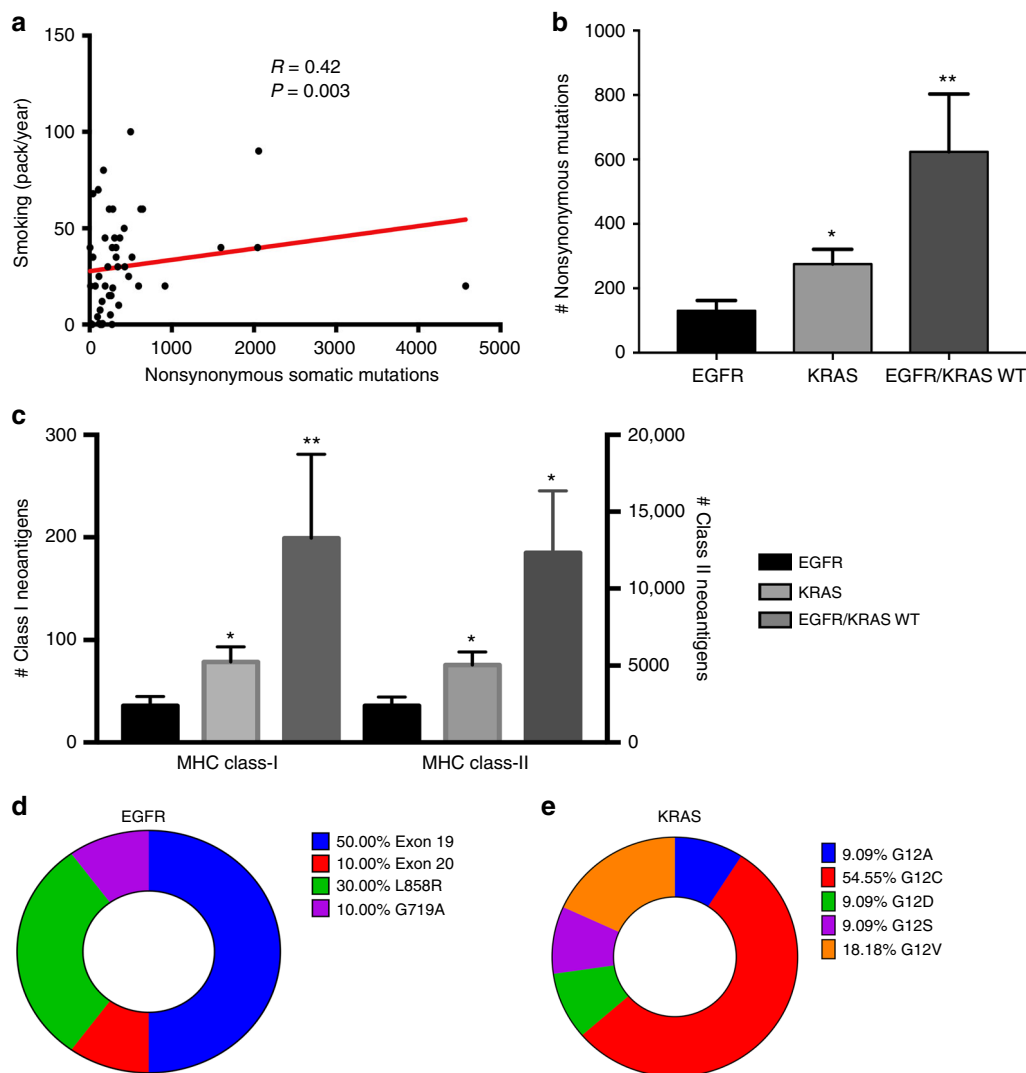 a
150
100
50
0
Smoking (pack/year)
R = 0.42
P = 0.003
0
1000
2000
3000
4000
5000
Nonsynonymous somatic mutations
b
1000
800
600
400
200
0
# Nonsynonymous mutations
*
**
EGFR
KRAS
EGFR/KRAS WT
c
300
200
100
0
# Class I neoantigens
*
**
*
*
20,000
15,000
10,000
5000
0
# Class II neoantigens
MHC class-I
MHC class-II
EGFR
KRAS
EGFR/KRAS WT
d
EGFR
50.00% Exon 19
10.00% Exon 20
30.00% L858R
10.00% G719A
e
KRAS
9.09% G12A
54.55% G12C
9.09% G12D
9.09% G12S
18.18% G12V